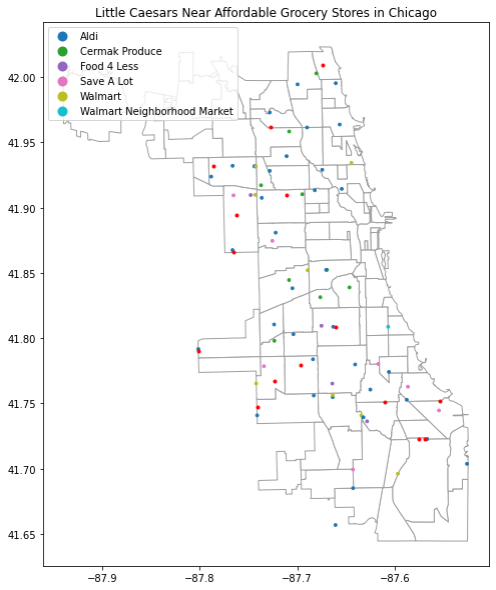 Little Caesars Near Affordable Grocery Stores in Chicago
Aldi
Cermak Produce
Food 4 Less
Save A Lot
Walmart
Walmart Neighborhood Market
42.00
41.95
41.90
41.85
41.80
41.75
41.70
41.65
−87.9
−87.8
−87.7
−87.6